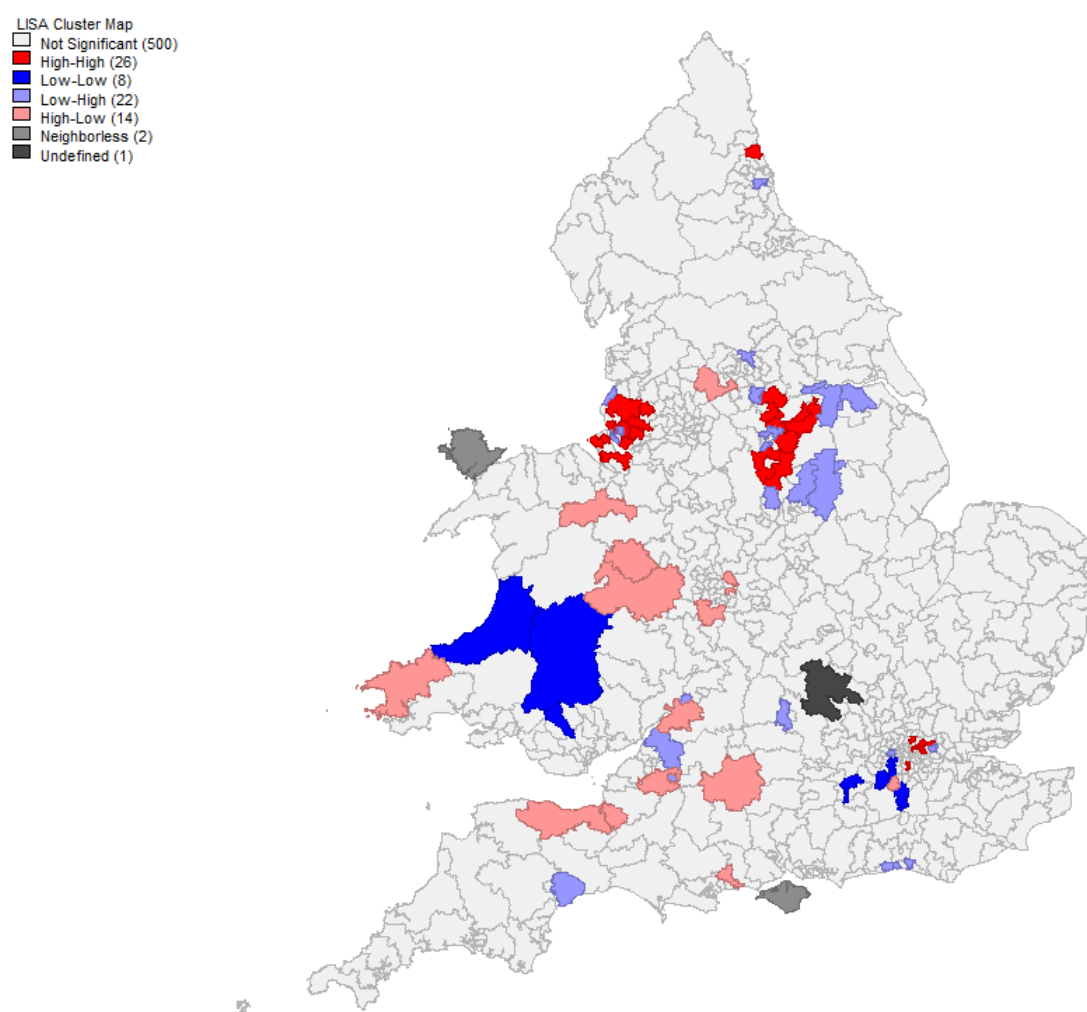 LISA Cluster Map
Not Significant (500)
High-High (26)
Low-Low (8)
Low-High (22)
High-Low (14)
Neighborless (2)
Undefined (1)